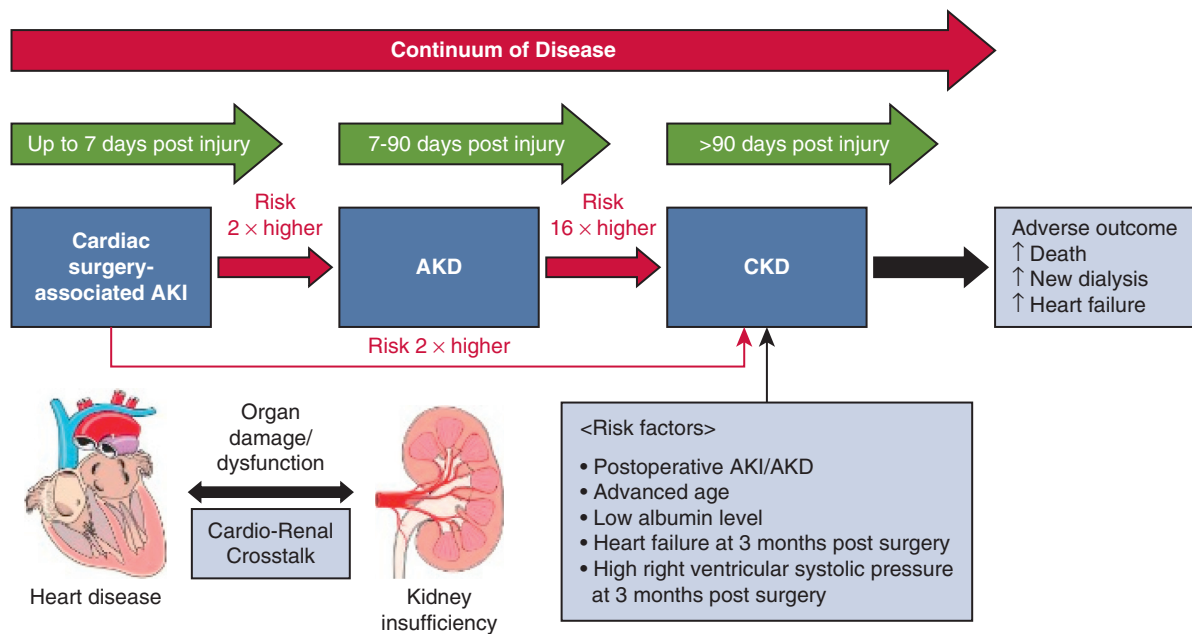 Continuum of Disease
Up to 7 days post injury
7-90 days post injury
>90 days post injury
Risk
2 × higher
Risk
16 × higher
Cardiac
surgery-
associated AKI
AKD
CKD
Adverse outcome
↑ Death
↑ New dialysis
↑ Heart failure
Risk 2 × higher
Organ
damage/
dysfunction
Cardio-Renal
Crosstalk
Heart disease
Kidney
insufficiency
<Risk factors>
• Postoperative AKI/AKD
• Advanced age
• Low albumin level
• Heart failure at 3 months post surgery
• High right ventricular systolic pressure
at 3 months post surgery